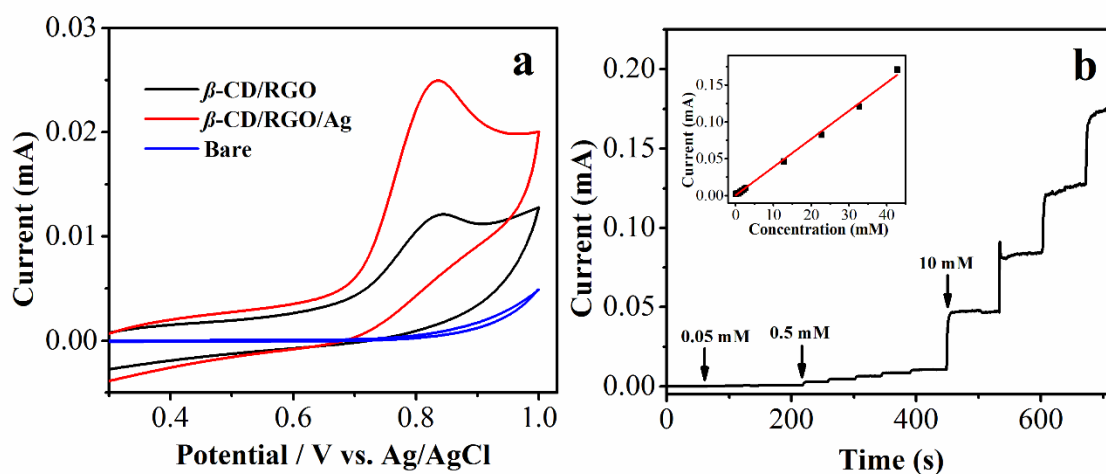 a
β-CD/RGO
β-CD/RGO/Ag
Bare
Current (mA)
0.03
0.02
0.01
0.00
0.4 0.6 0.8 1.0
Potential / V vs. Ag/AgCl
b
Current (mA)
0.20
0.15
0.10
0.05
0.00
Current (mA)
0.15
0.10
0.05
0.00
0 10 20 30 40
Concentration (mM)
10 mM
0.5 mM
0.05 mM
0 200 400 600
Time (s)